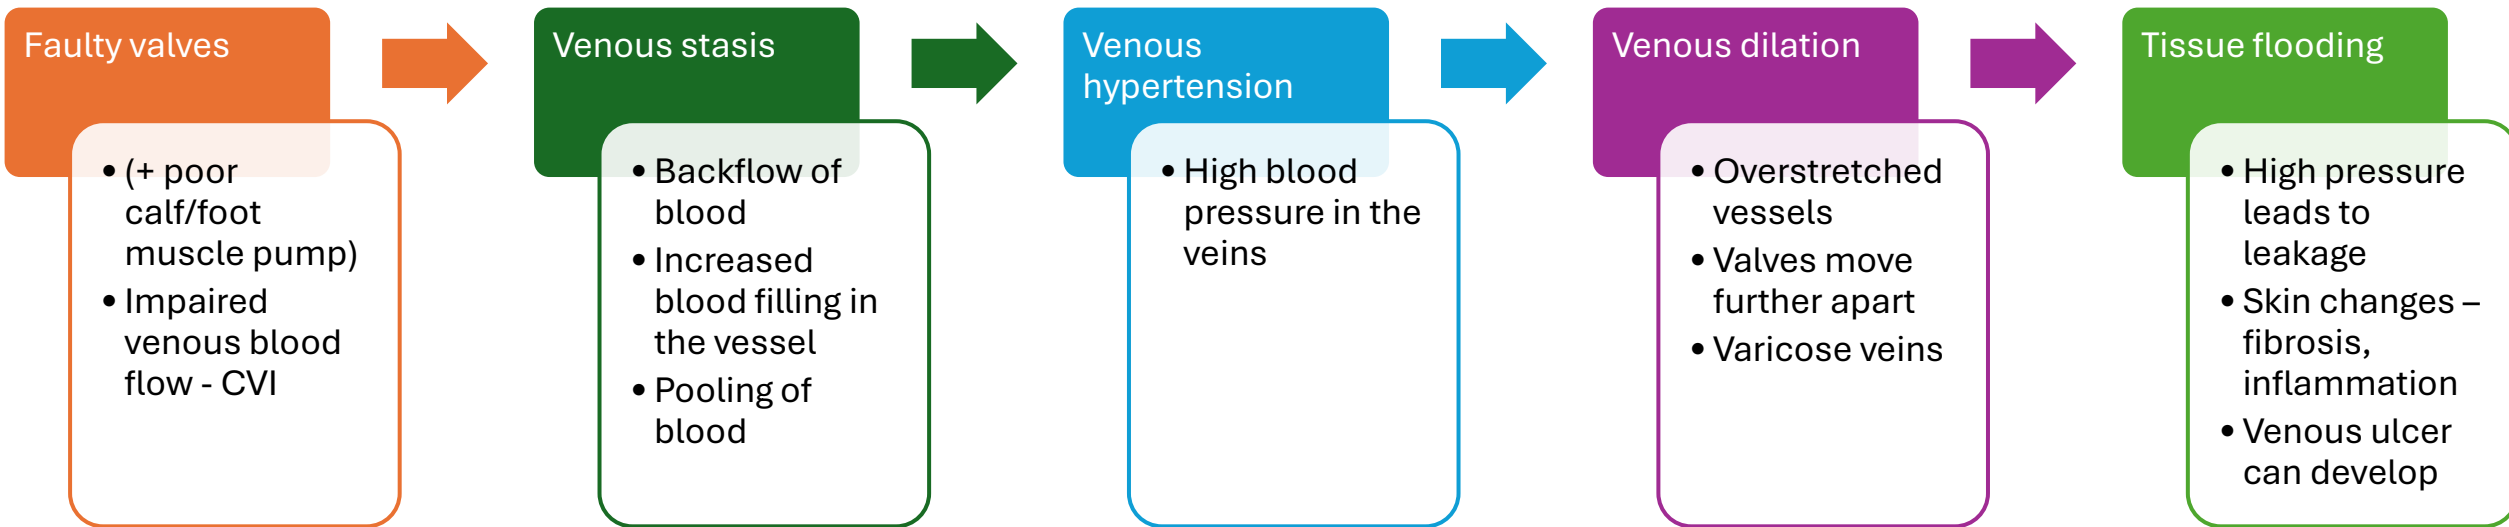 Faulty valves
• (+ poor
calf/foot
muscle pump)
• Impaired
venous blood
flow - CVI
Venous stasis
• Backflow of
blood
• Increased
blood filling in
the vessel
• Pooling of
blood
Venous
hypertension
• High blood
pressure in the
veins
Venous dilation
• Overstretched
vessels
• Valves move
further apart
• Varicose veins
Tissue flooding
• High pressure
leads to
leakage
• Skin changes –
fibrosis,
inflammation
• Venous ulcer
can develop